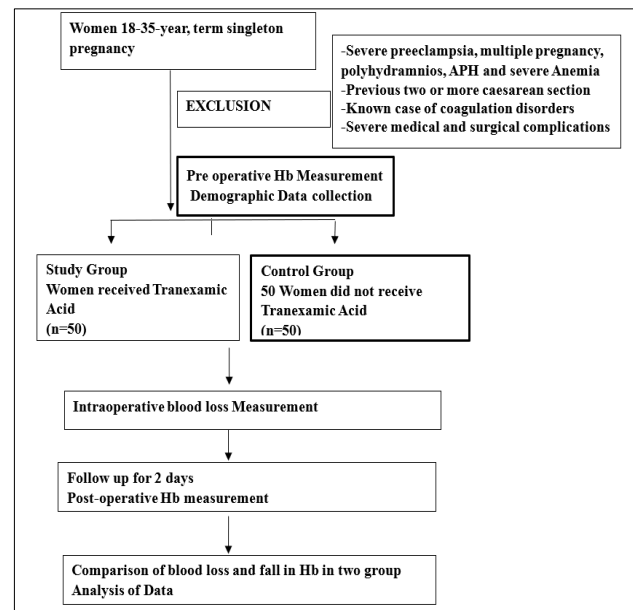 Women 18-35-year, term singleton
pregnancy
-Severe preeclampsia, multiple pregnancy,
polyhydramnios, APH and severe Anemia
-Previous two or more caesarean section
-Known case of coagulation disorders
-Severe medical and surgical complications
EXCLUSION
Pre operative Hb Measurement
Demographic Data collection
Study Group
Women received Tranexamic
Acid
(n=50)
Control Group
50 Women did not receive
Tranexamic Acid
(n=50)
Intraoperative blood loss Measurement
Follow up for 2 days
Post-operative Hb measurement
Comparison of blood loss and fall in Hb in two group
Analysis of Data